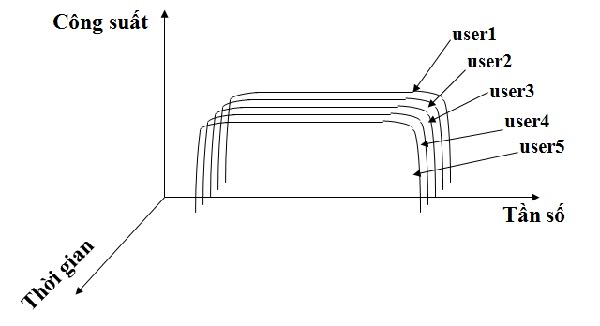 Công suất
user1
user2
user3
user4
user5
Tần số
Thời gian